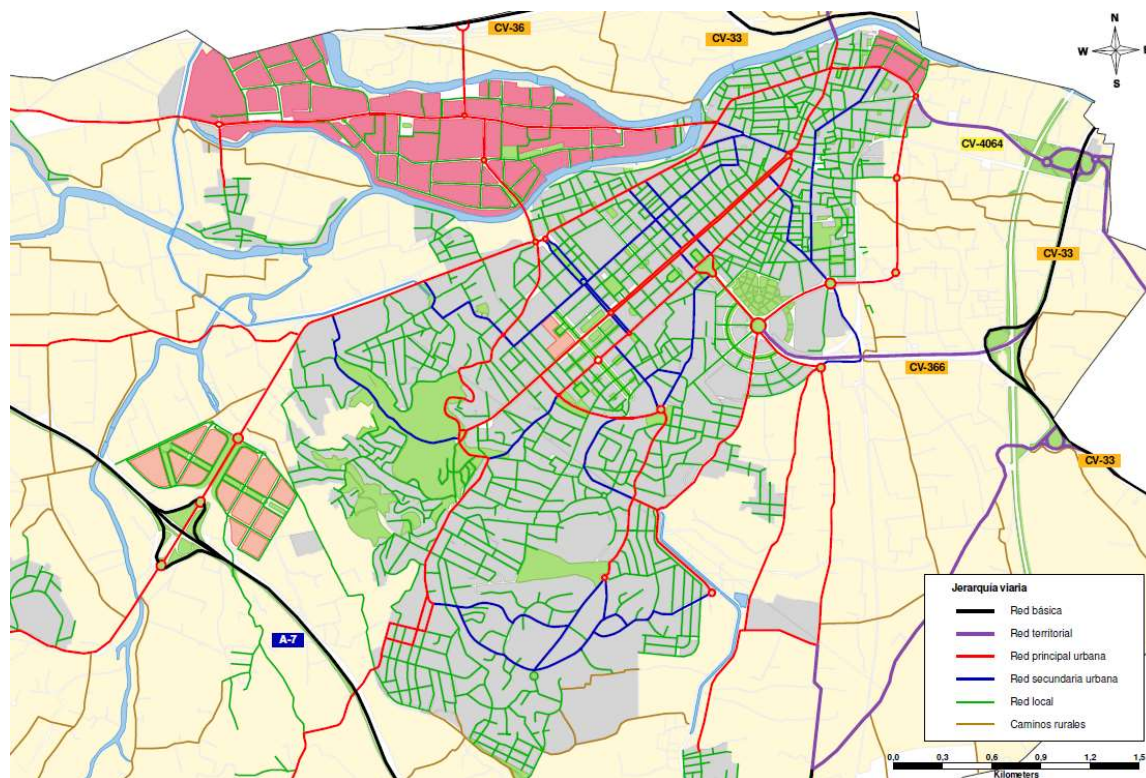 CV-36
CV-33
N
W
S
CV-4064
CV-33
CV-366
CV-33
A-7
Jerarquía viaria
Red básica
Red territorial
Red principal urbana
Red secundaria urbana
Red local
Caminos rurales
0,0 0,3 0,6 0,9 1,2 1,5
Kilometers